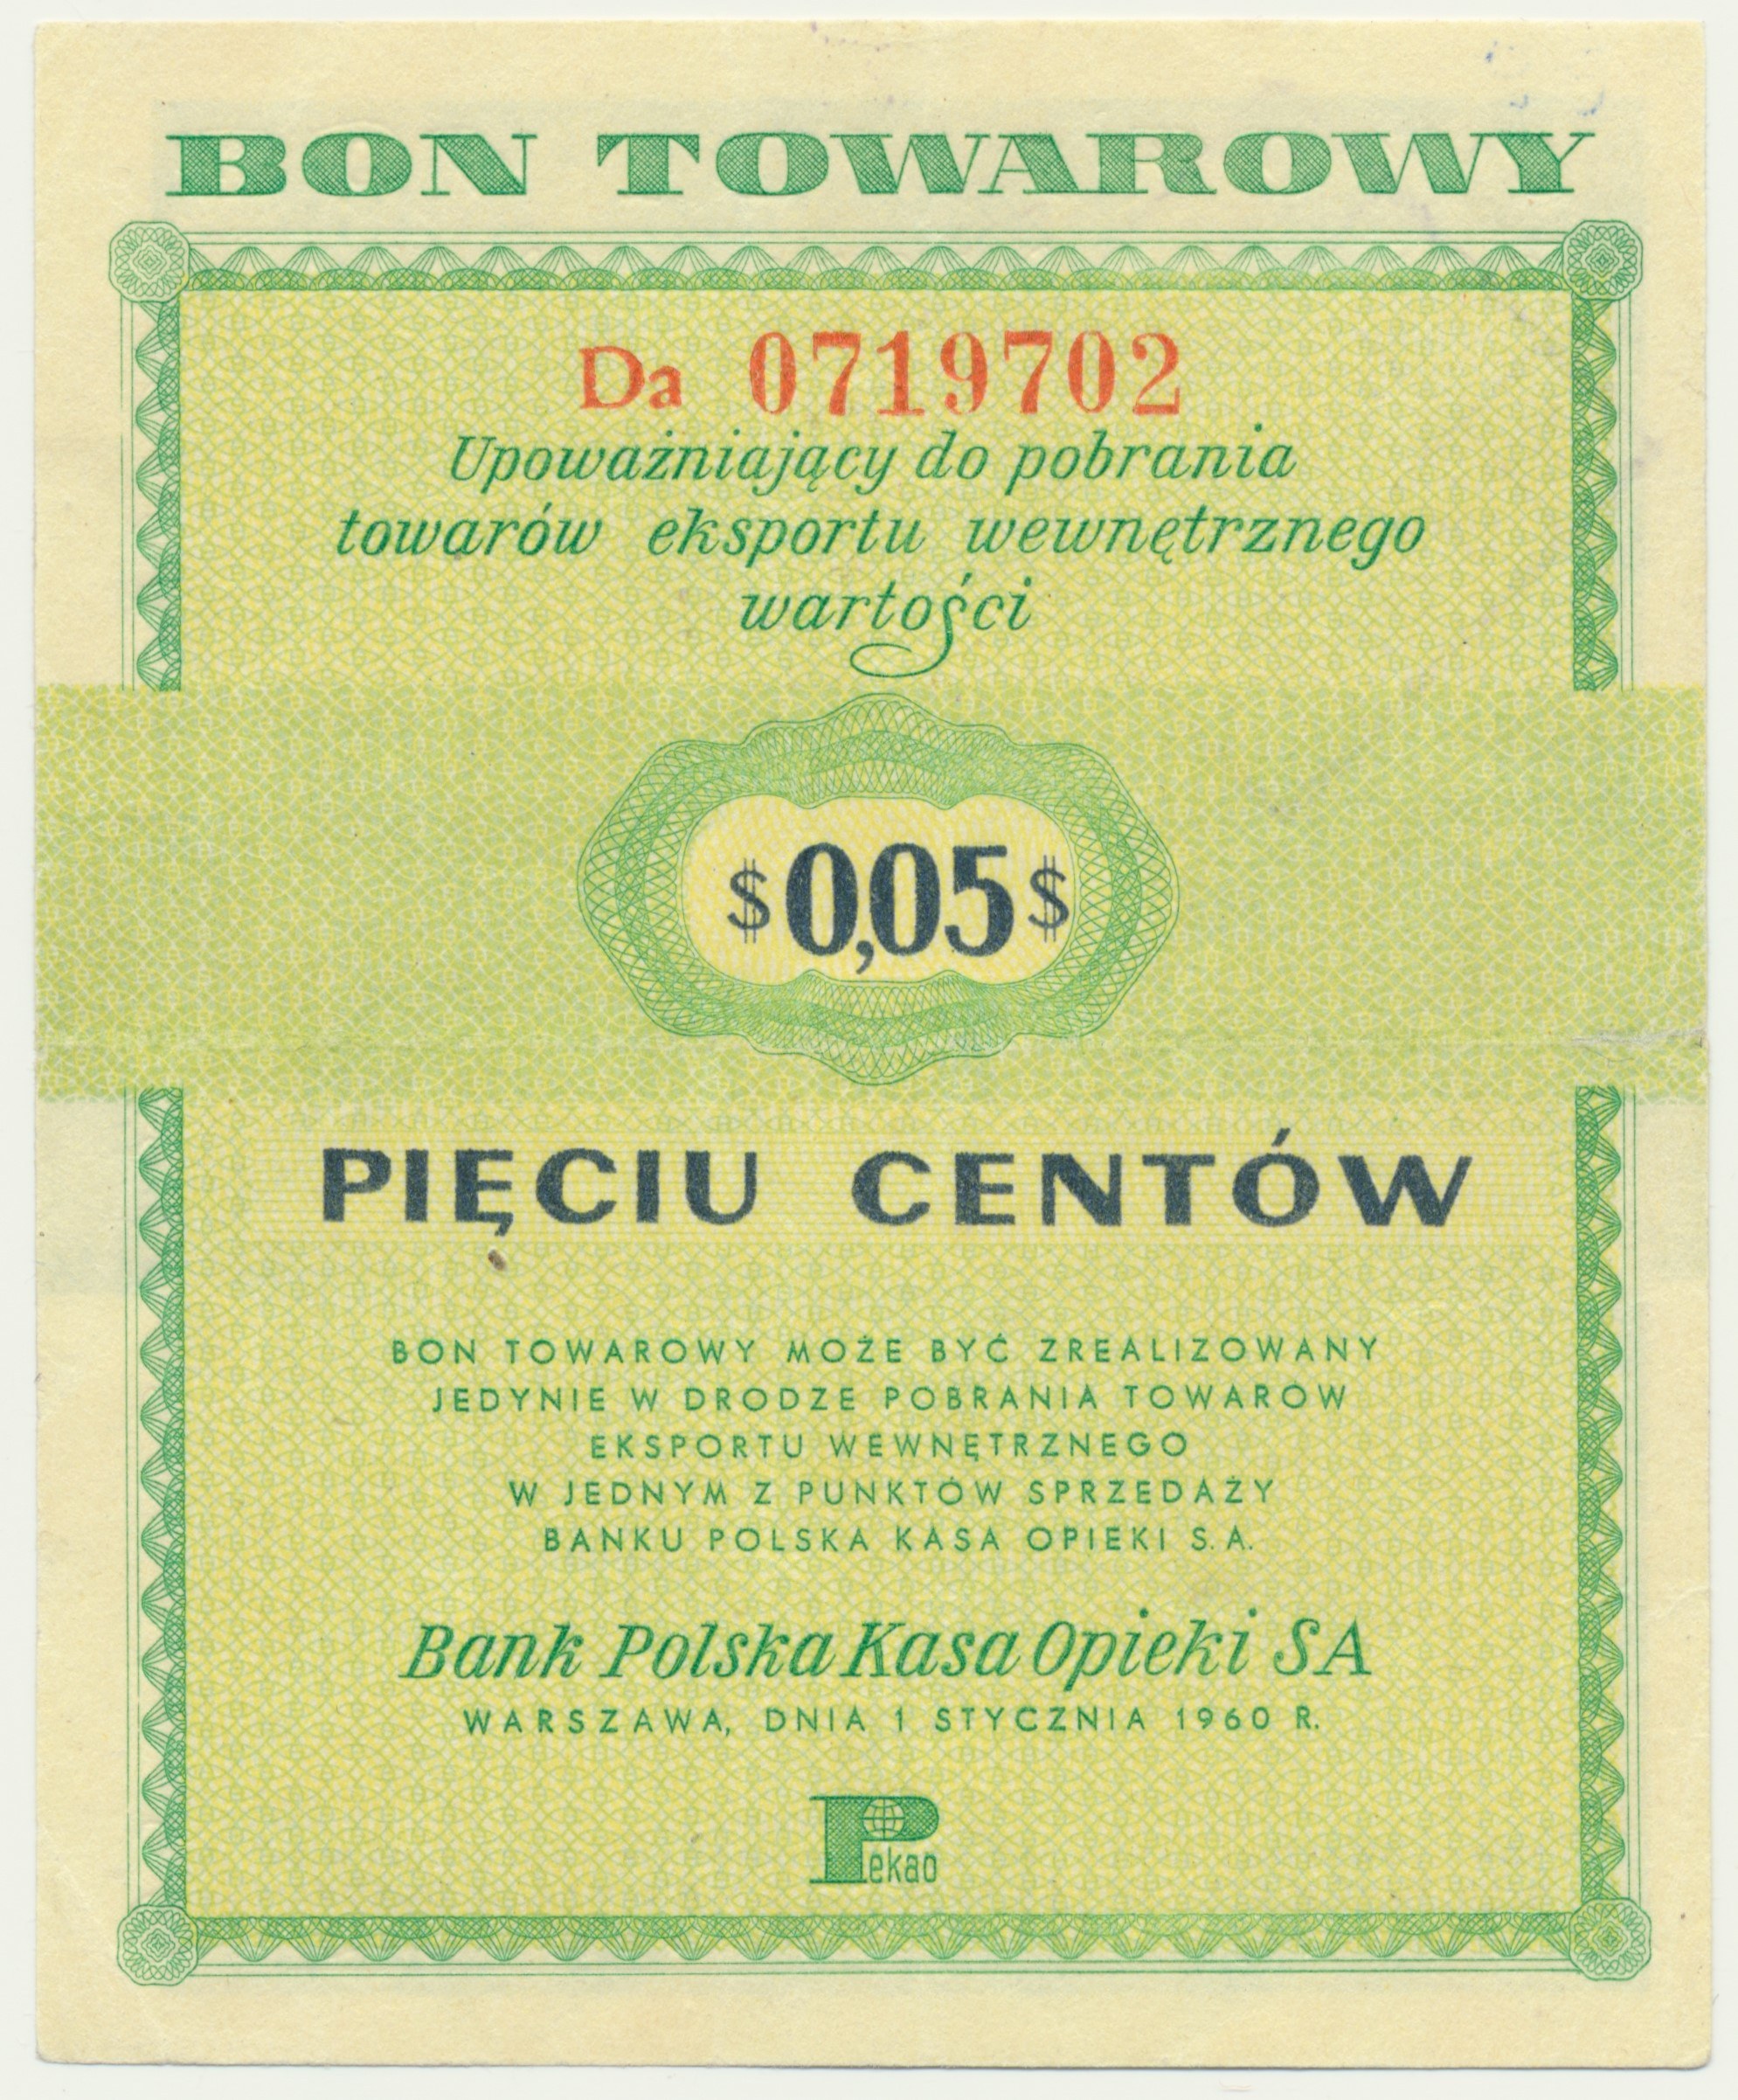 BON TOWAROWY
Da 0719702
Upoważniający do pobrania
towarów eksportu wewnętrznego
wartości
$0,05$
PIĘCIU CENTÓW
BON TOWAROWY MOŻE BYĆ ZREALIZOWANY
JEDYNIE W DRODZE POBRANIA TOWARÓW
EKSPORTU WEWNĘTRZNEGO
W JEDNYM Z PUNKTÓW SPRZEDAŻY
BANKU POLSKA KASA OPIEKI S.A.
Bank Polska Kasa Opieki SA
WARSZAWA, DNIA 1 STYCZNIA 1960 R.
Pekao